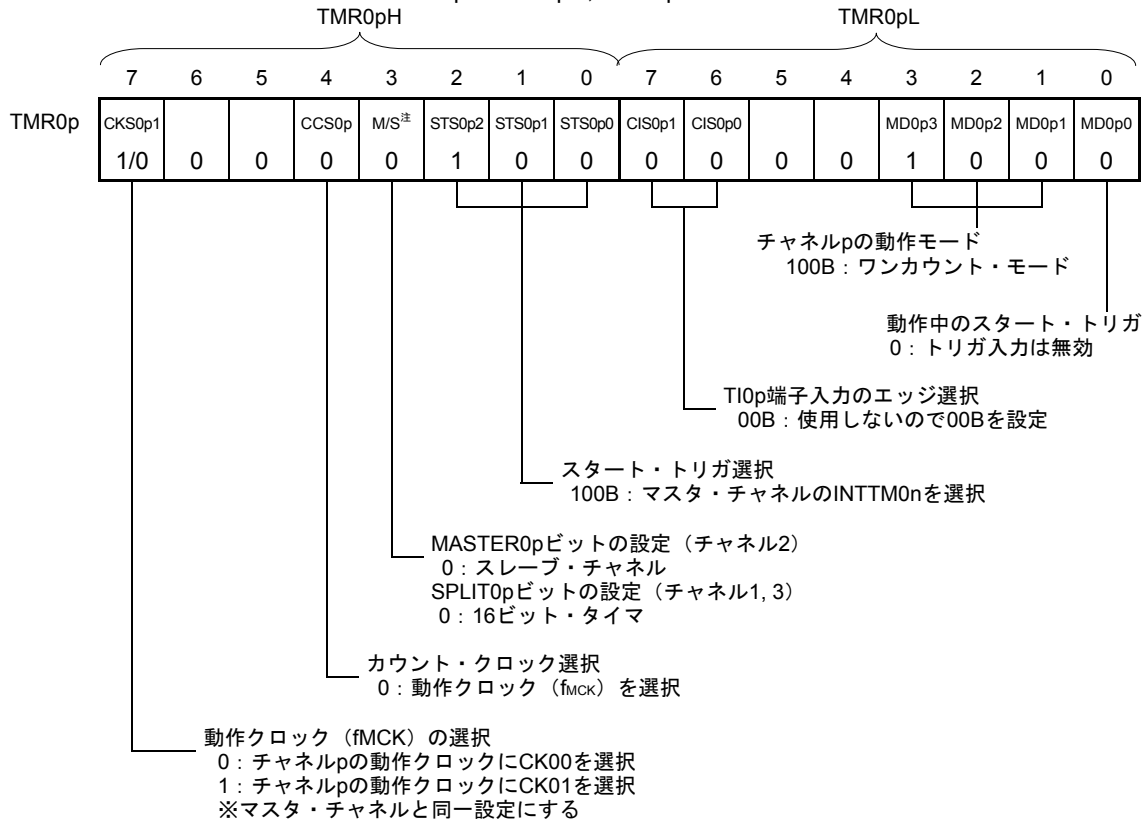 TMR0pH TMR0pL
7 6 5 4 3 2 1 0 7 6 5 4 3 2 1 0
TMR0p CKS0p1 CCS0p M/S注 STS0p2 STS0p1 STS0p0 CIS0p1 CIS0p0 MD0p3 MD0p2 MD0p1 MD0p0
1/0 0 0 0 0 1 0 0 0 0 0 0 1 0 0 0
チャネルpの動作モード
100B：ワンカウント・モード
動作中のスタート・トリガ
0：トリガ入力は無効
TI0p端子入力のエッジ選択
00B：使用しないので00Bを設定
スタート・トリガ選択
100B：マスタ・チャネルのINTTM0nを選択
MASTER0pビットの設定（チャネル2）
0：スレーブ・チャネル
SPLIT0pビットの設定（チャネル1, 3）
0：16ビット・タイマ
カウント・クロック選択
0：動作クロック（fMCK）を選択
動作クロック（fMCK）の選択
0：チャネルpの動作クロックにCK00を選択
1：チャネルpの動作クロックにCK01を選択
※マスタ・チャネルと同一設定にする